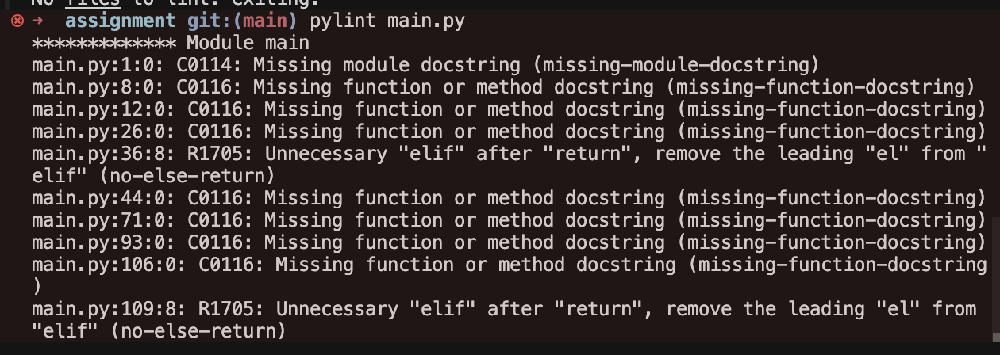 No files to lint: exiting.
➜  assignment git:(main) pylint main.py
************* Module main
main.py:1:0: C0114: Missing module docstring (missing-module-docstring)
main.py:8:0: C0116: Missing function or method docstring (missing-function-docstring)
main.py:12:0: C0116: Missing function or method docstring (missing-function-docstring)
main.py:26:0: C0116: Missing function or method docstring (missing-function-docstring)
main.py:36:8: R1705: Unnecessary "elif" after "return", remove the leading "el" from "
elif" (no-else-return)
main.py:44:0: C0116: Missing function or method docstring (missing-function-docstring)
main.py:71:0: C0116: Missing function or method docstring (missing-function-docstring)
main.py:93:0: C0116: Missing function or method docstring (missing-function-docstring)
main.py:106:0: C0116: Missing function or method docstring (missing-function-docstring
)
main.py:109:8: R1705: Unnecessary "elif" after "return", remove the leading "el" from
"elif" (no-else-return)